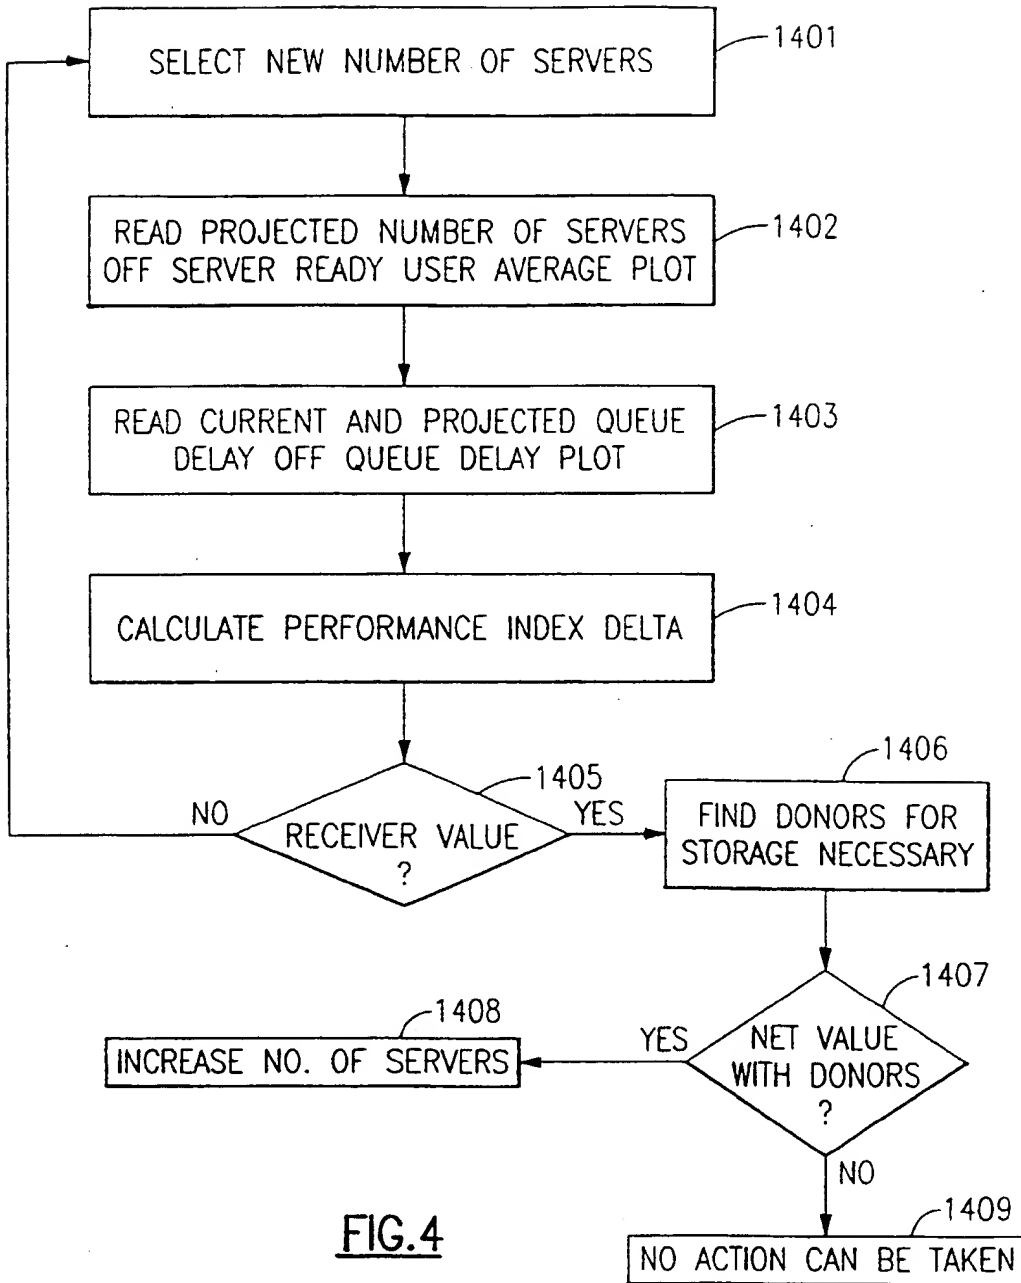 SELECT NEW NUMBER OF SERVERS
1401
READ PROJECTED NUMBER OF SERVERS
OFF SERVER READY USER AVERAGE PLOT
1402
READ CURRENT AND PROJECTED QUEUE
DELAY OFF QUEUE DELAY PLOT
1403
CALCULATE PERFORMANCE INDEX DELTA
1404
RECEIVER VALUE
?
1405
NO
YES
FIND DONORS FOR
STORAGE NECESSARY
1406
NET VALUE
WITH DONORS
?
1407
YES
NO
INCREASE NO. OF SERVERS
1408
NO ACTION CAN BE TAKEN
1409
FIG.4